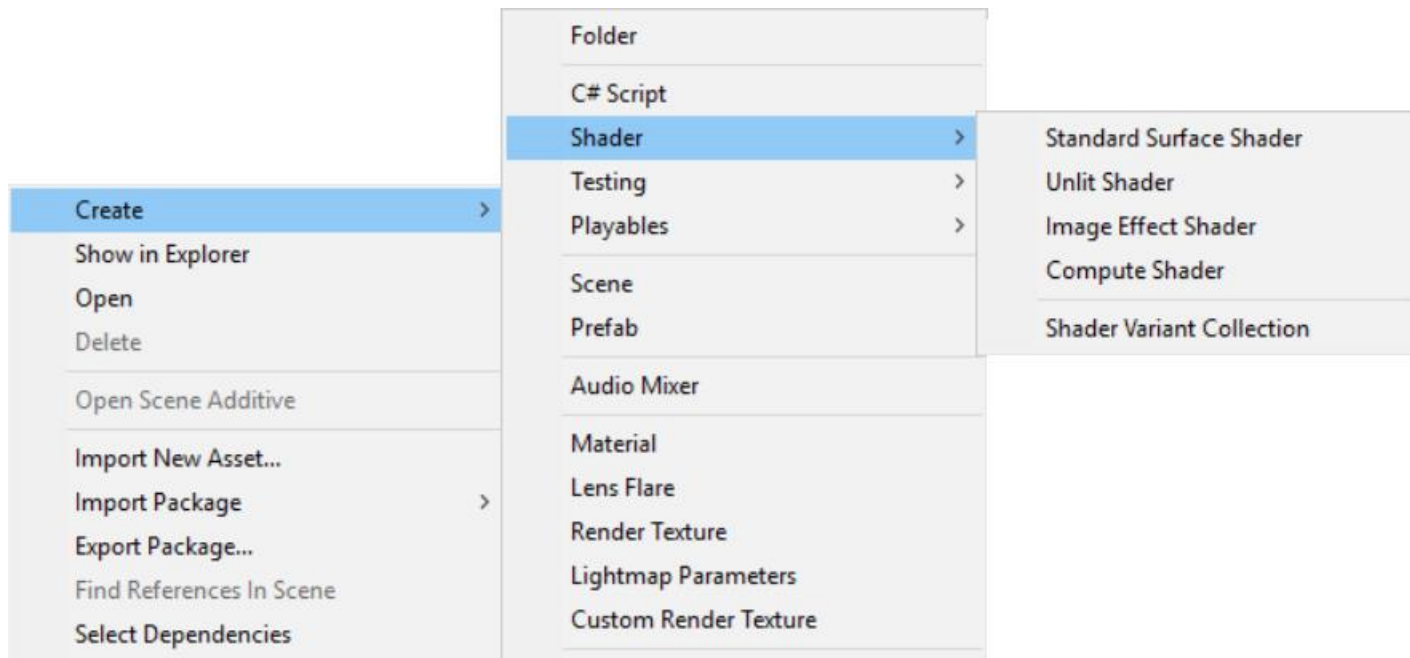 Create
Show in Explorer
Open
Delete
Open Scene Additive
Import New Asset...
Import Package
Export Package...
Find References In Scene
Select Dependencies
Folder
C# Script
Shader
Testing
Playables
Scene
Prefab
Audio Mixer
Material
Lens Flare
Render Texture
Lightmap Parameters
Custom Render Texture
Standard Surface Shader
Unlit Shader
Image Effect Shader
Compute Shader
Shader Variant Collection